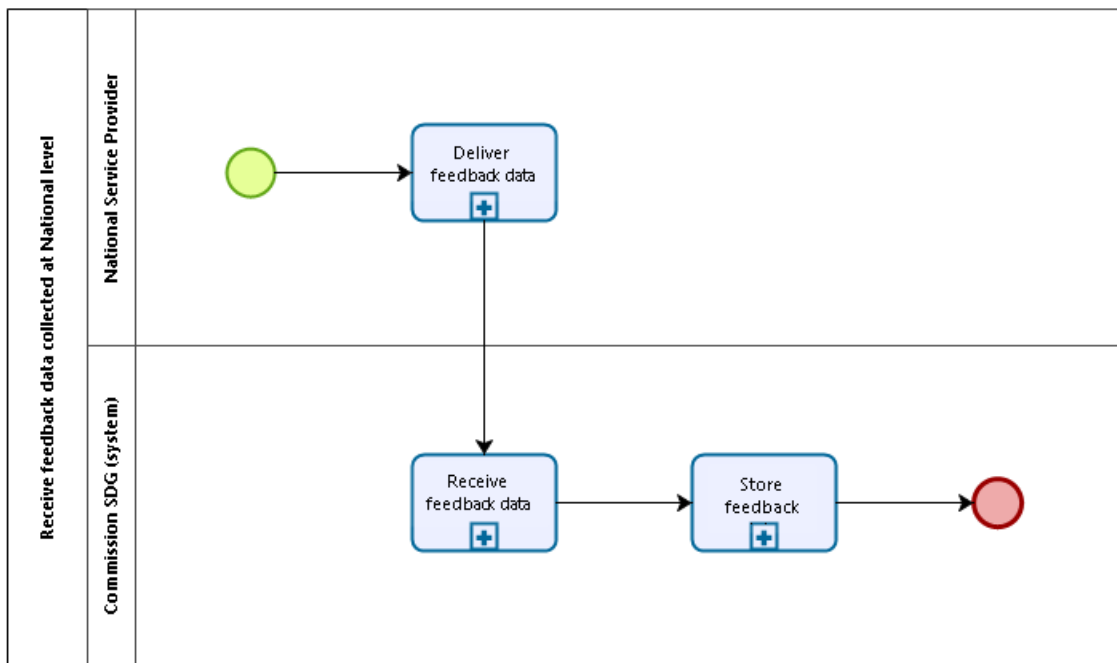 Receive feedback data collected at National level
National Service Provider
Deliver
feedback data
Commission SDG (system)
Receive
feedback data
Store
feedback